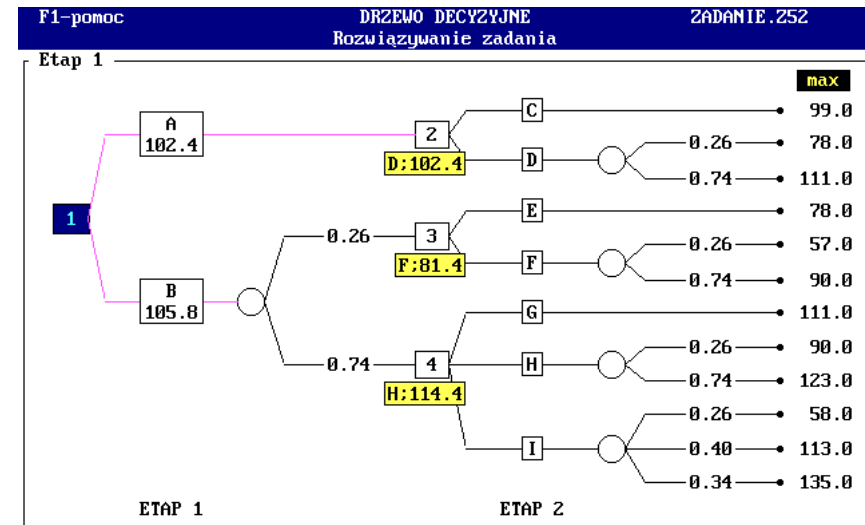 F1-pomoc DRZEWO DECYZYJNE ZADANIE.Z52
Rozwiązywanie zadania
Etap 1
max
C 99.0
A 2 0.26 78.0
102.4 D;102.4 D 0.74 111.0
E 78.0
1 0.26 3 0.26 57.0
F;81.4 F 0.74 90.0
B G 111.0
105.8 0.26 90.0
0.74 4 H 0.74 123.0
H;114.4 0.26 58.0
I 0.40 113.0
0.34 135.0
ETAP 1 ETAP 2